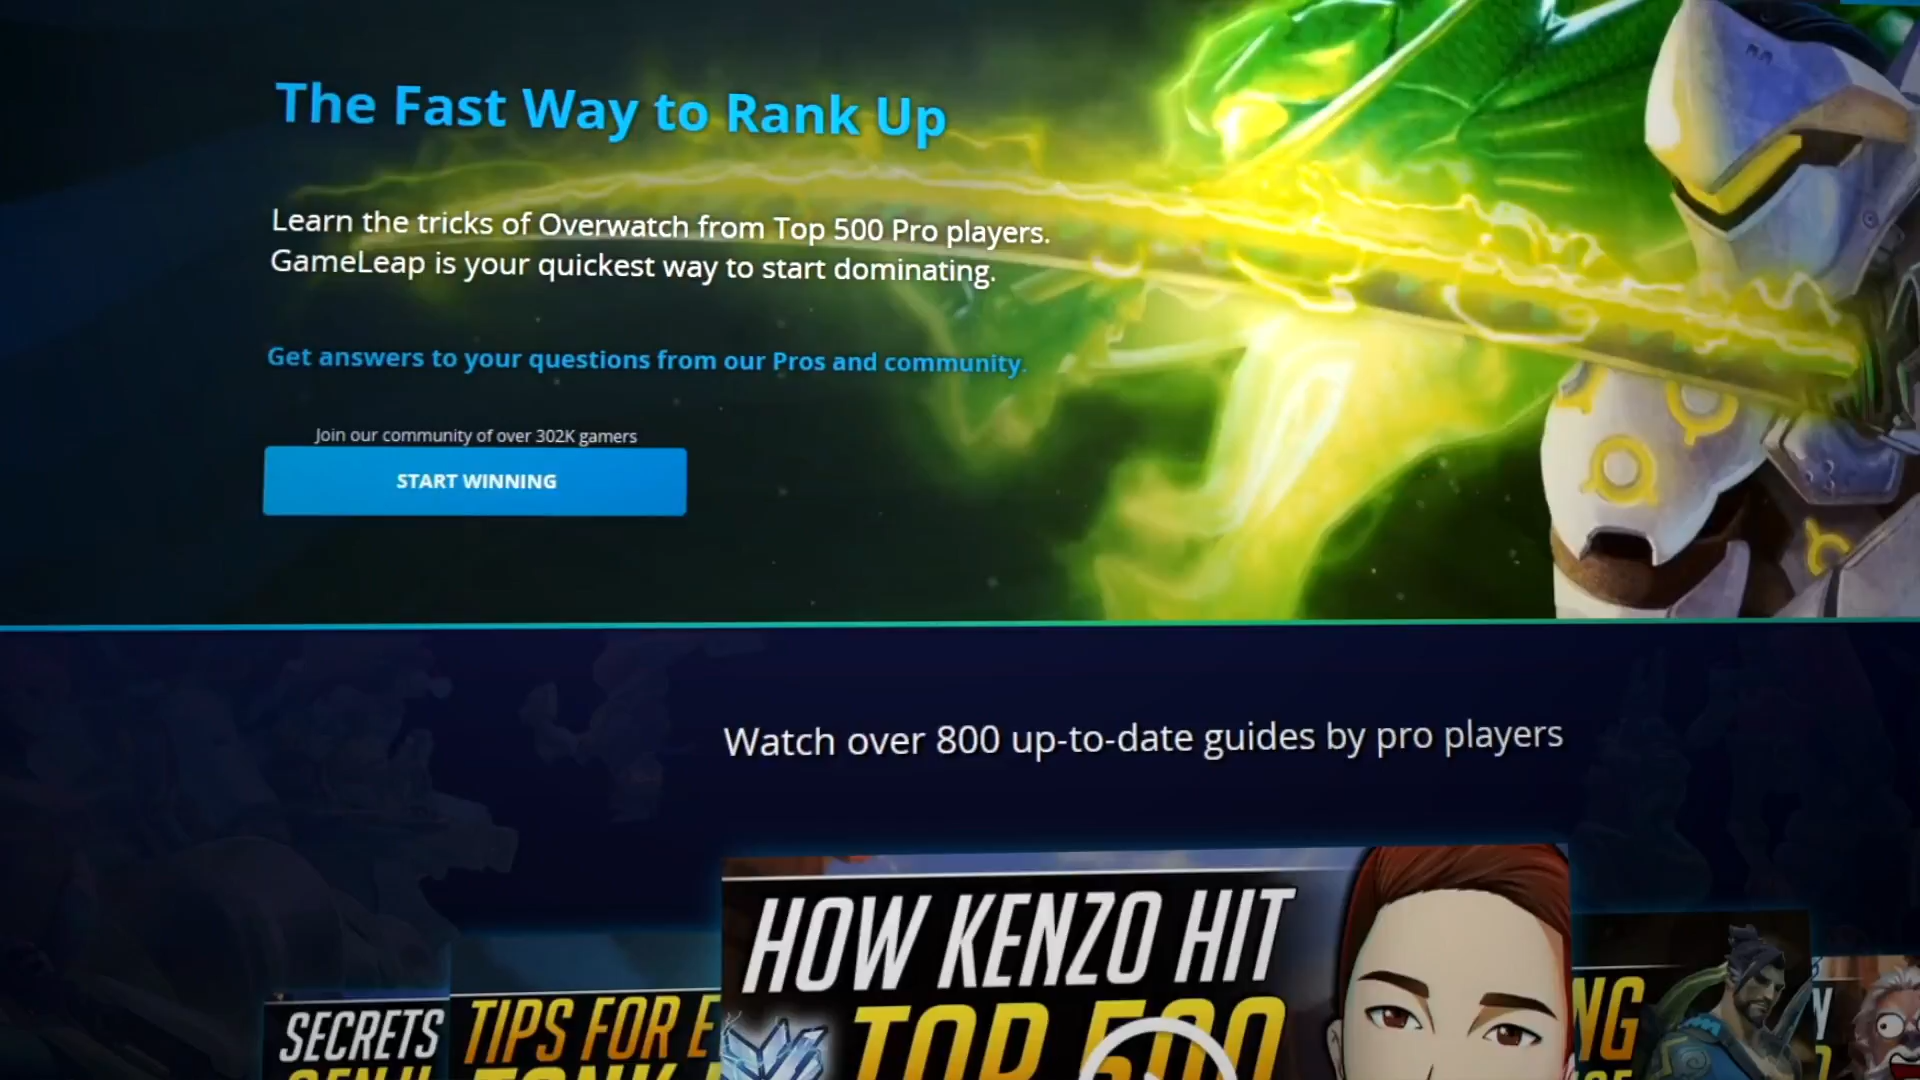 The Fast Way to Rank Up
Learn the tricks of Overwatch from Top 500 Pro players.
GameLeap is your quickest way to start dominating.
Get answers to your questions from our Pros and community.
Join our community of over 302K gamers
START WINNING
Watch over 800 up-to-date guides by pro players
HOW KENZO HIT
TOP 500
SECRETS
TIPS FOR E